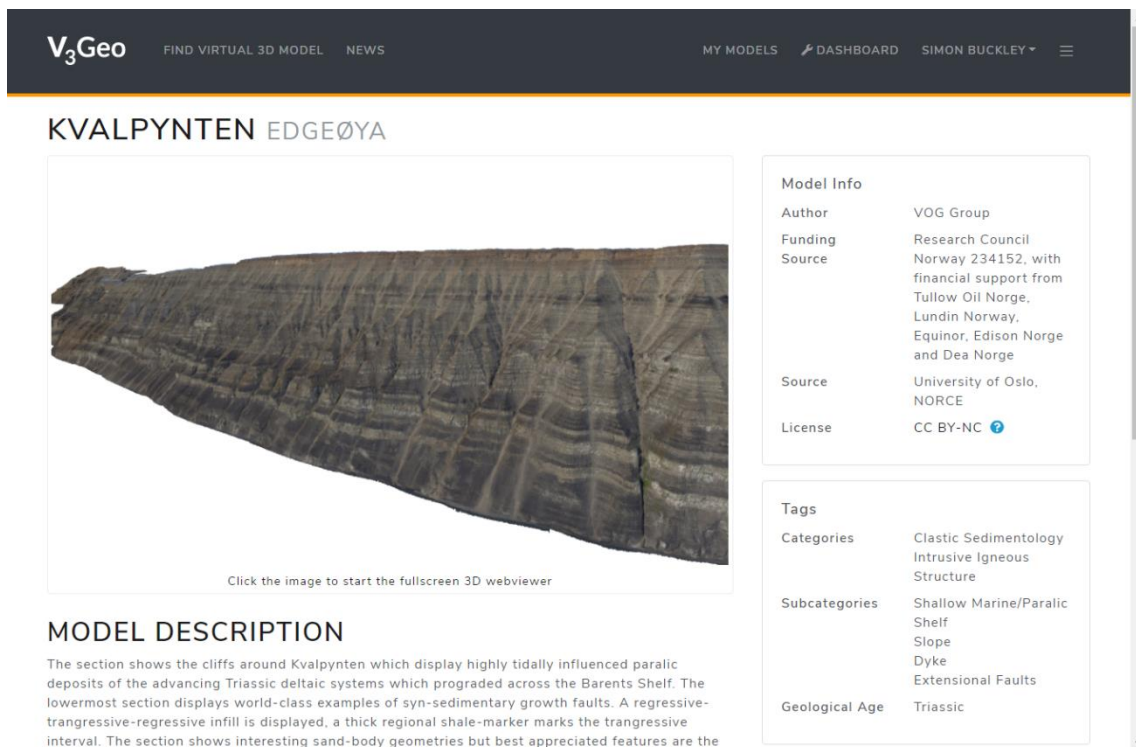 V3Geo FIND VIRTUAL 3D MODEL NEWS MY MODELS DASHBOARD SIMON BUCKLEY
KVALPYNTEN EDGEØYA
Click the image to start the fullscreen 3D webviewer
MODEL DESCRIPTION
The section shows the cliffs around Kvalpynten which display highly tidally influenced paralic
deposits of the advancing Triassic deltaic systems which prograded across the Barents Shelf. The
lowermost section displays world-class examples of syn-sedimentary growth faults. A regressive-
trangressive-regressive infill is displayed, a thick regional shale-marker marks the trangressive
interval. The section shows interesting sand-body geometries but best appreciated features are the
Model Info
Author VOG Group
Funding Research Council
Source Norway 234152, with
financial support from
Tullow Oil Norge,
Lundin Norway,
Equinor, Edison Norge
and Dea Norge
Source University of Oslo,
NORCE
License CC BY-NC ?
Tags
Categories Clastic Sedimentology
Intrusive Igneous
Structure
Subcategories Shallow Marine/Paralic
Shelf
Slope
Dyke
Extensional Faults
Geological Age Triassic